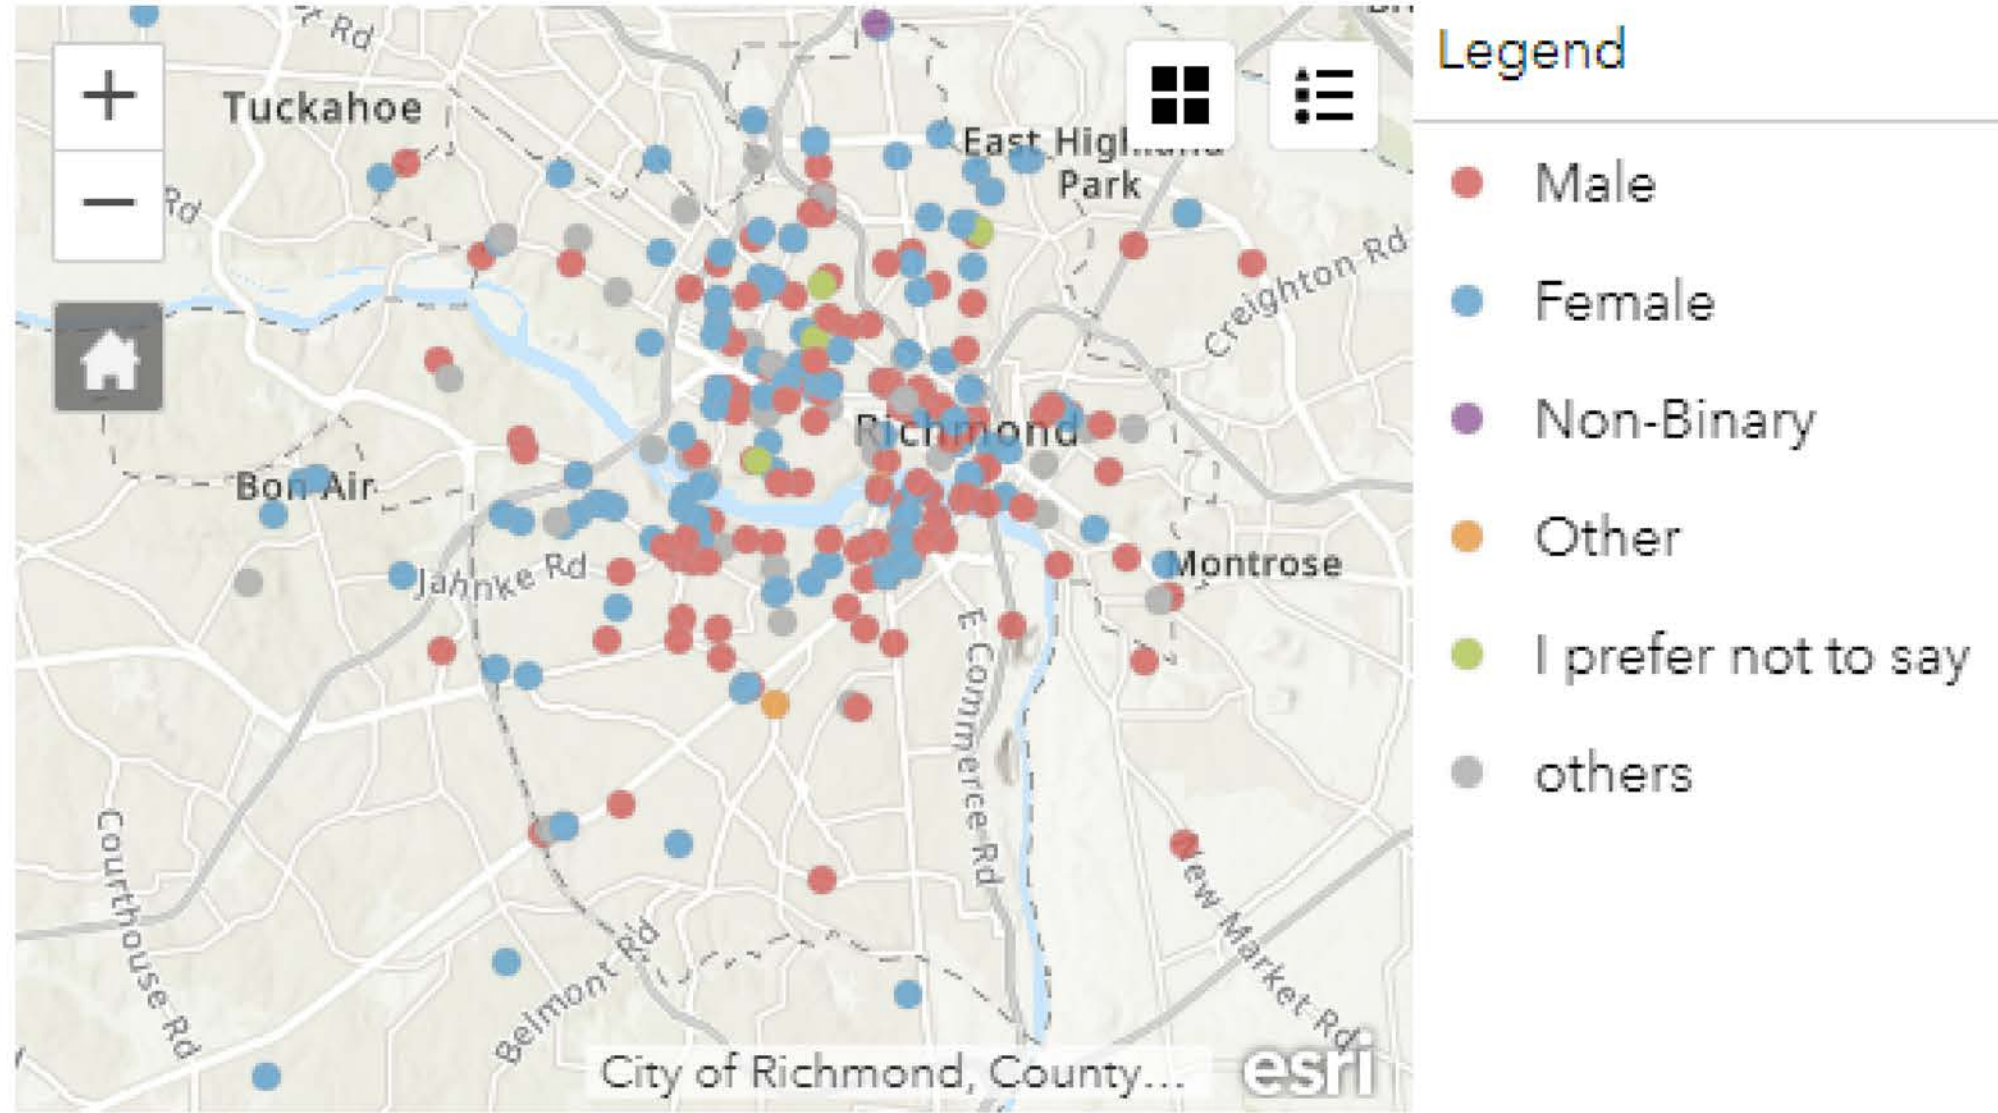 Rd
Tuckahoe
East High
Park
Rd
Creighton Rd
Richmond
Bon Air
Jahnke Rd
Montrose
E Commerce Rd
Courthouse Rd
Belmont Rd
New Market Rd
City of Richmond, County...
esri
Legend
Male
Female
Non-Binary
Other
I prefer not to say
others